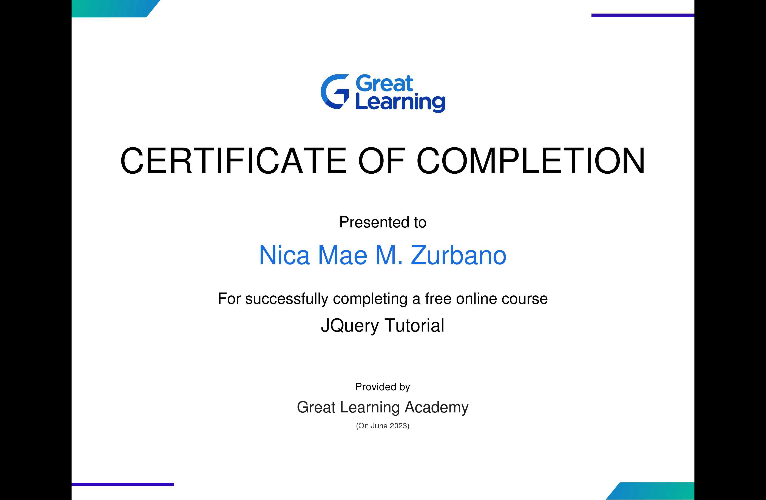 Great
Learning
CERTIFICATE OF COMPLETION
Presented to
Nica Mae M. Zurbano
For successfully completing a free online course
JQuery Tutorial
Provided by
Great Learning Academy
(On June 2023)